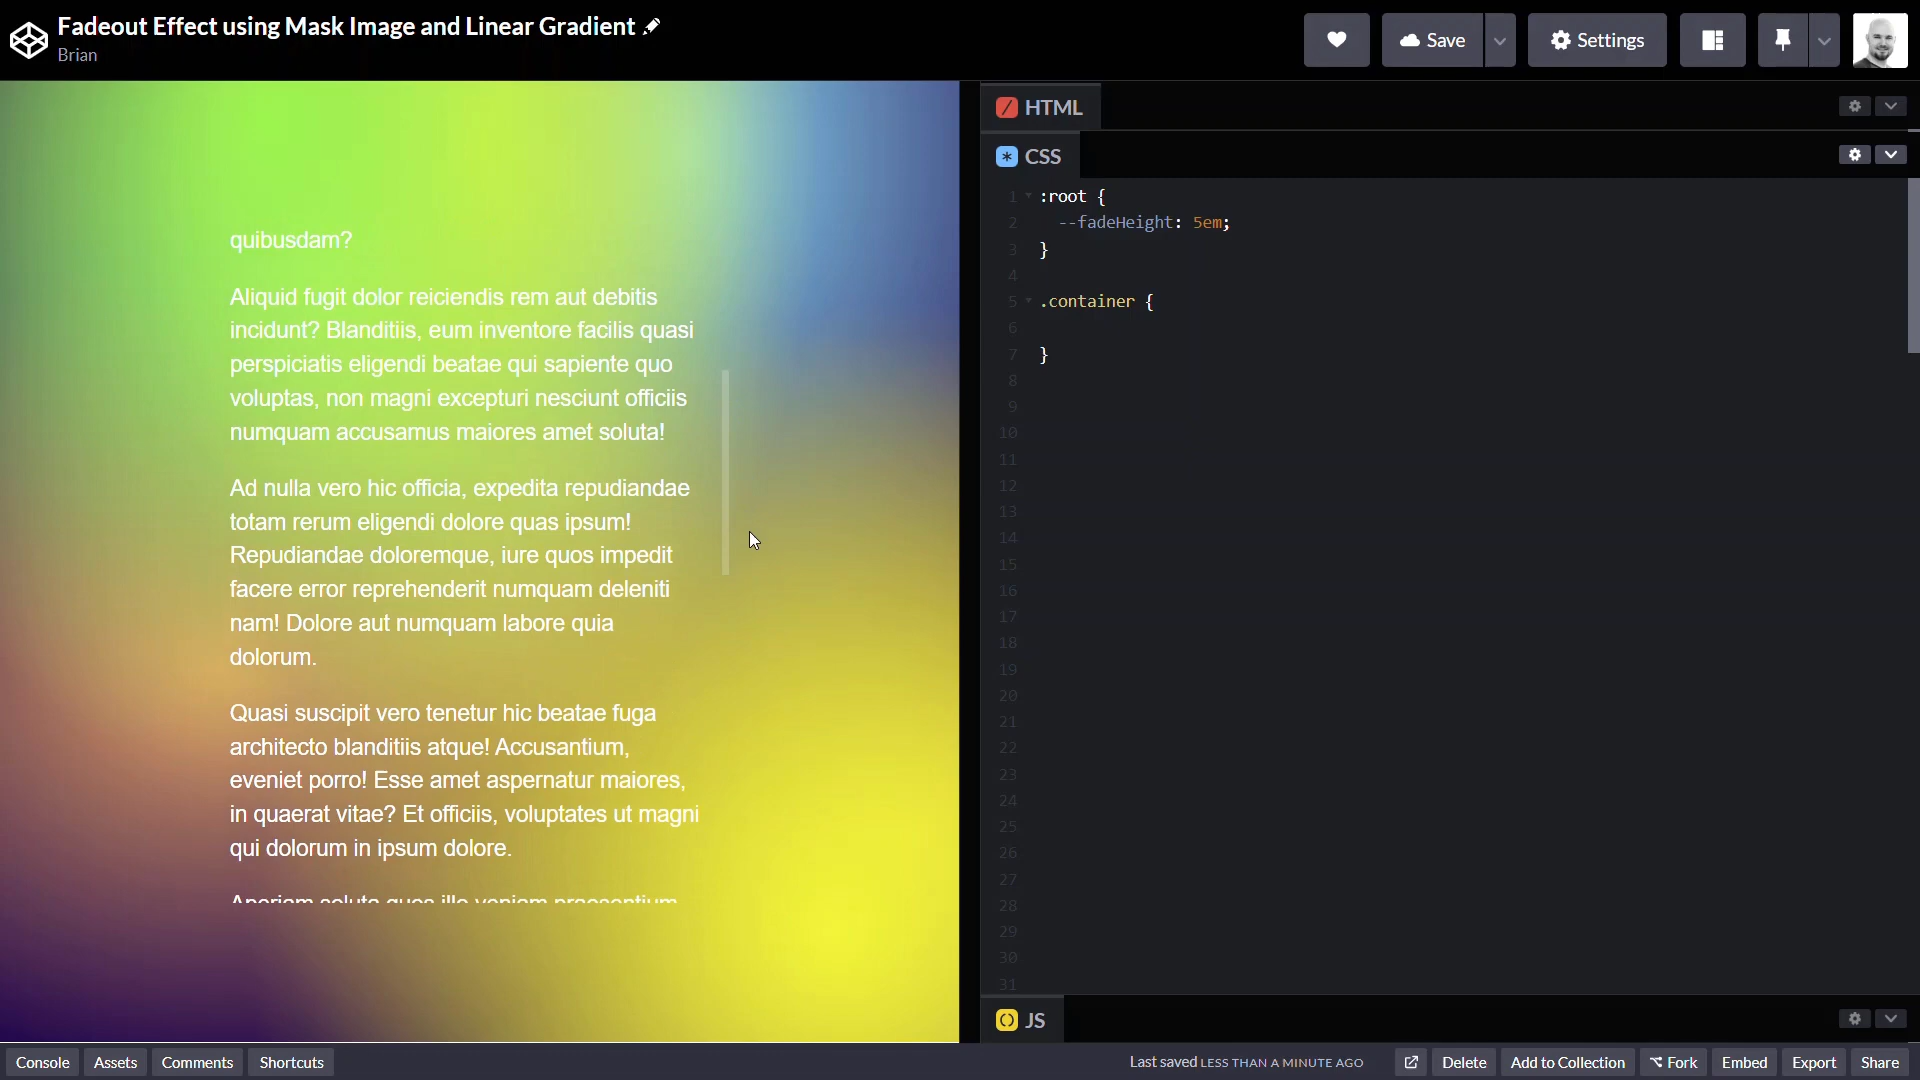 Fadeout Effect using Mask Image and Linear Gradient
Brian
Save
Settings
quibusdam?
Aliquid fugit dolor reiciendis rem aut debitis
incidunt? Blanditiis, eum inventore facilis quasi
perspiciatis eligendi beatae qui sapiente quo
voluptas, non magni excepturi nesciunt officiis
numquam accusamus maiores amet soluta!
Ad nulla vero hic officia, expedita repudiandae
totam rerum eligendi dolore quas ipsum!
Repudiandae doloremque, iure quos impedit
facere error reprehenderit numquam deleniti
nam! Dolore aut numquam labore quia
dolorum.
Quasi suscipit vero tenetur hic beatae fuga
architecto blanditiis atque! Accusantium,
eveniet porro! Esse amet aspernatur maiores,
in quaerat vitae? Et officiis, voluptates ut magni
qui dolorum in ipsum dolore.
Aperiam soluta quos illo veniam praesentium
HTML
CSS
1 :root {
2 --fadeHeight: 5em;
3 }
4
5 .container {
6
7 }
8
9
10
11
12
13
14
15
16
17
18
19
20
21
22
23
24
25
26
27
28
29
30
31
JS
Console Assets Comments Shortcuts
Last saved LESS THAN A MINUTE AGO
Delete Add to Collection Fork Embed Export Share